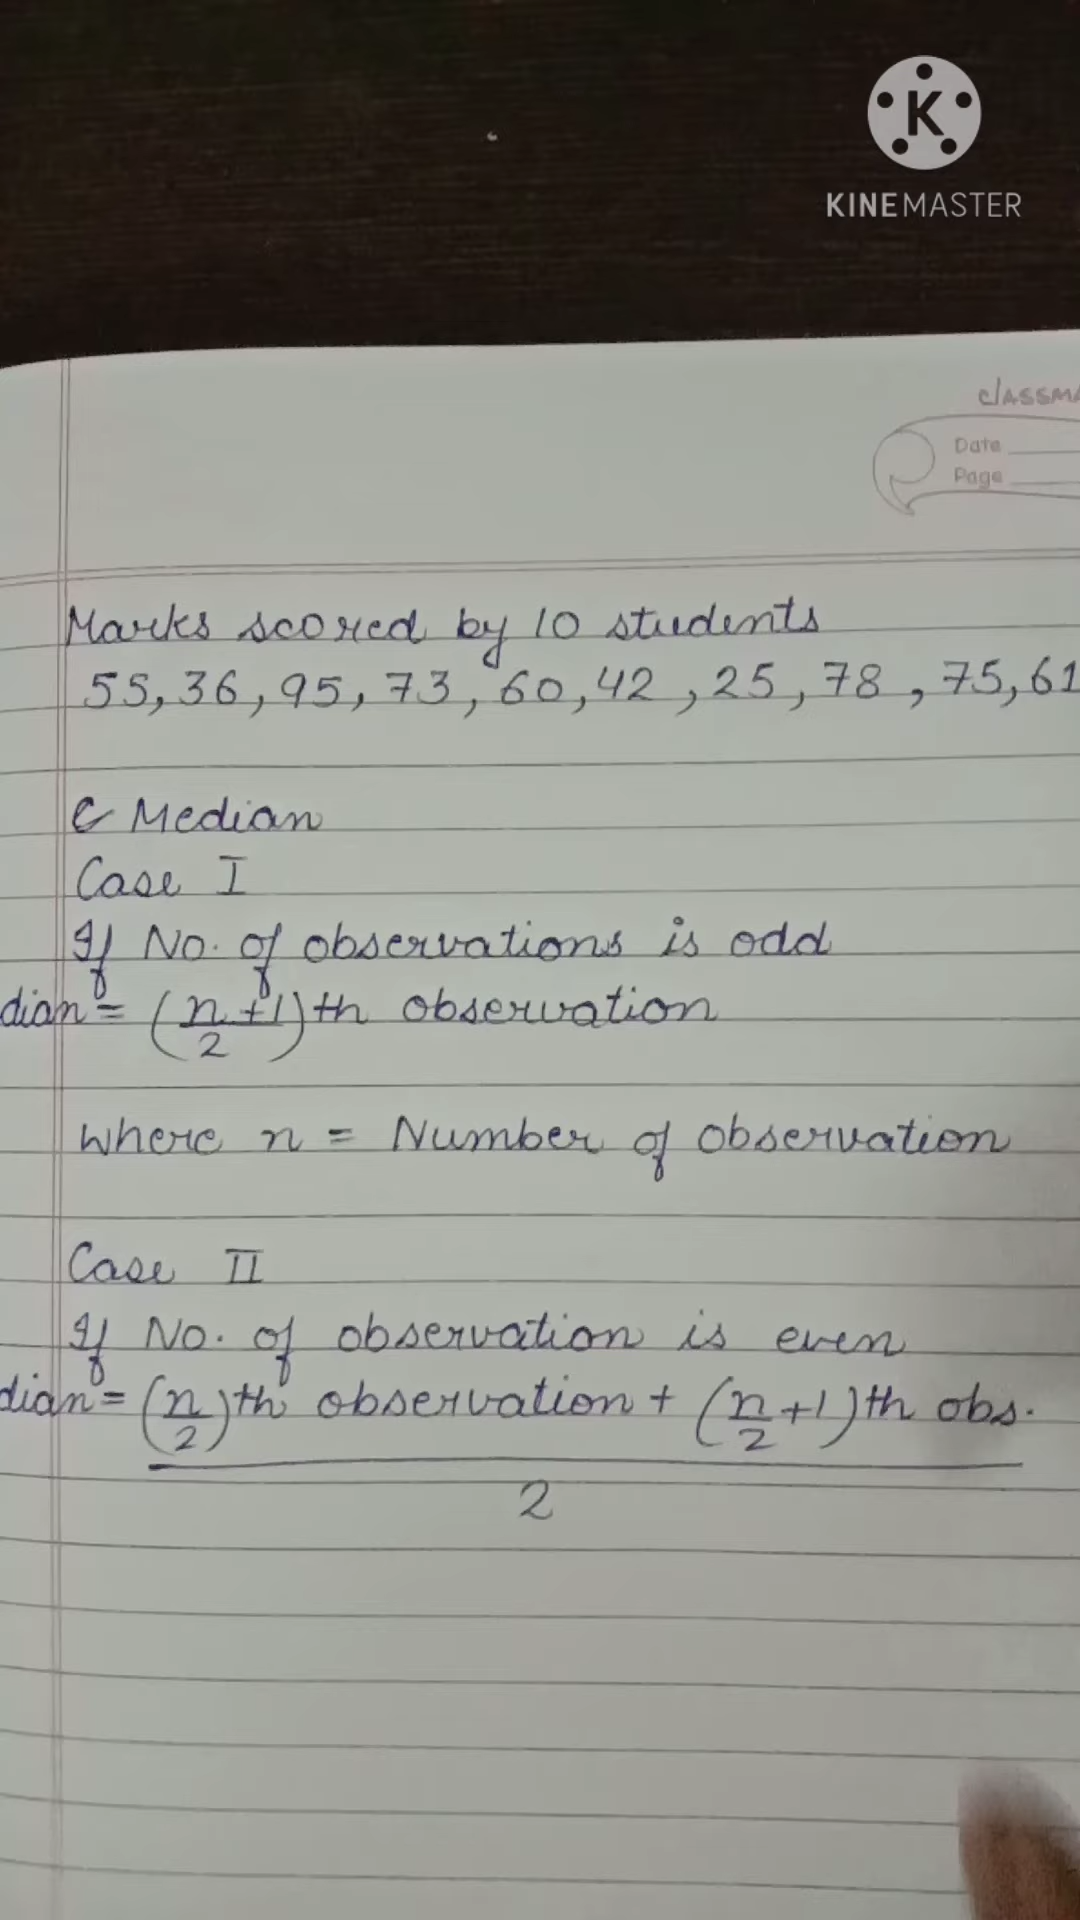 K
KINEMASTER
classma
Date
Page
Marks scored by 10 students
55, 36, 95, 73, 60, 42, 25, 78, 75, 61
C Median
Case I
If No. of observations is odd
dian = (n+1/2)th observation
where n = Number of observation
Case II
If No. of observation is even
dian = (n/2)th observation + (n/2+1)th obs.
2